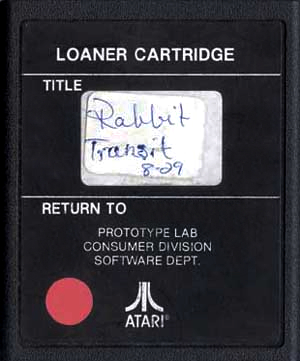 LOANER CARTRIDGE
TITLE
Rabbit
Transit
8-29
RETURN TO
PROTOTYPE LAB
CONSUMER DIVISION
SOFTWARE DEPT.
ATARI®